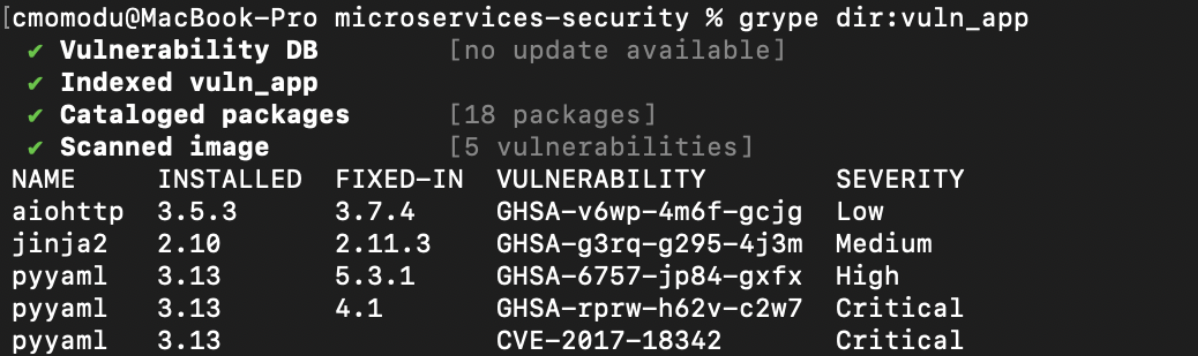 [cmomodu@MacBook-Pro microservices-security % grype dir:vuln_app
✔ Vulnerability DB [no update available]
✔ Indexed vuln_app
✔ Cataloged packages [18 packages]
✔ Scanned image [5 vulnerabilities]
NAME INSTALLED FIXED-IN VULNERABILITY SEVERITY
aiohttp 3.5.3 3.7.4 GHSA-v6wp-4m6f-gcjg Low
jinja2 2.10 2.11.3 GHSA-g3rq-g295-4j3m Medium
pyyaml 3.13 5.3.1 GHSA-6757-jp84-gxfx High
pyyaml 3.13 4.1 GHSA-rprw-h62v-c2w7 Critical
pyyaml 3.13 CVE-2017-18342 Critical